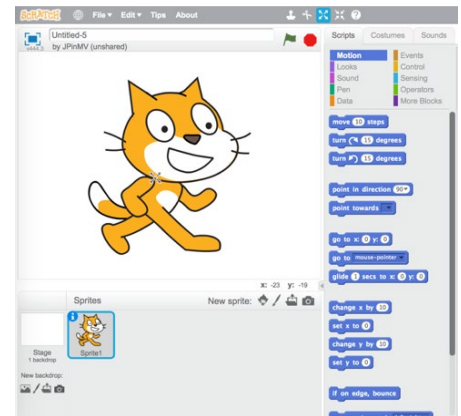 SCRATCH File▾ Edit▾ Tips About
Untitled-5
by JPinMV (unshared)
Scripts Costumes Sounds
Motion Events
Looks Control
Sound Sensing
Pen Operators
Data More Blocks
move 10 steps
turn 15 degrees
turn 15 degrees
point in direction 90▾
point towards
go to x: 0 y: 0
go to mouse-pointer
glide 1 secs to x: 0 y: 0
change x by 10
set x to 0
change y by 10
set y to 0
if on edge, bounce
x: -23 y: -19
Sprites New sprite:
Stage
1 backdrop
Sprite1
New backdrop: